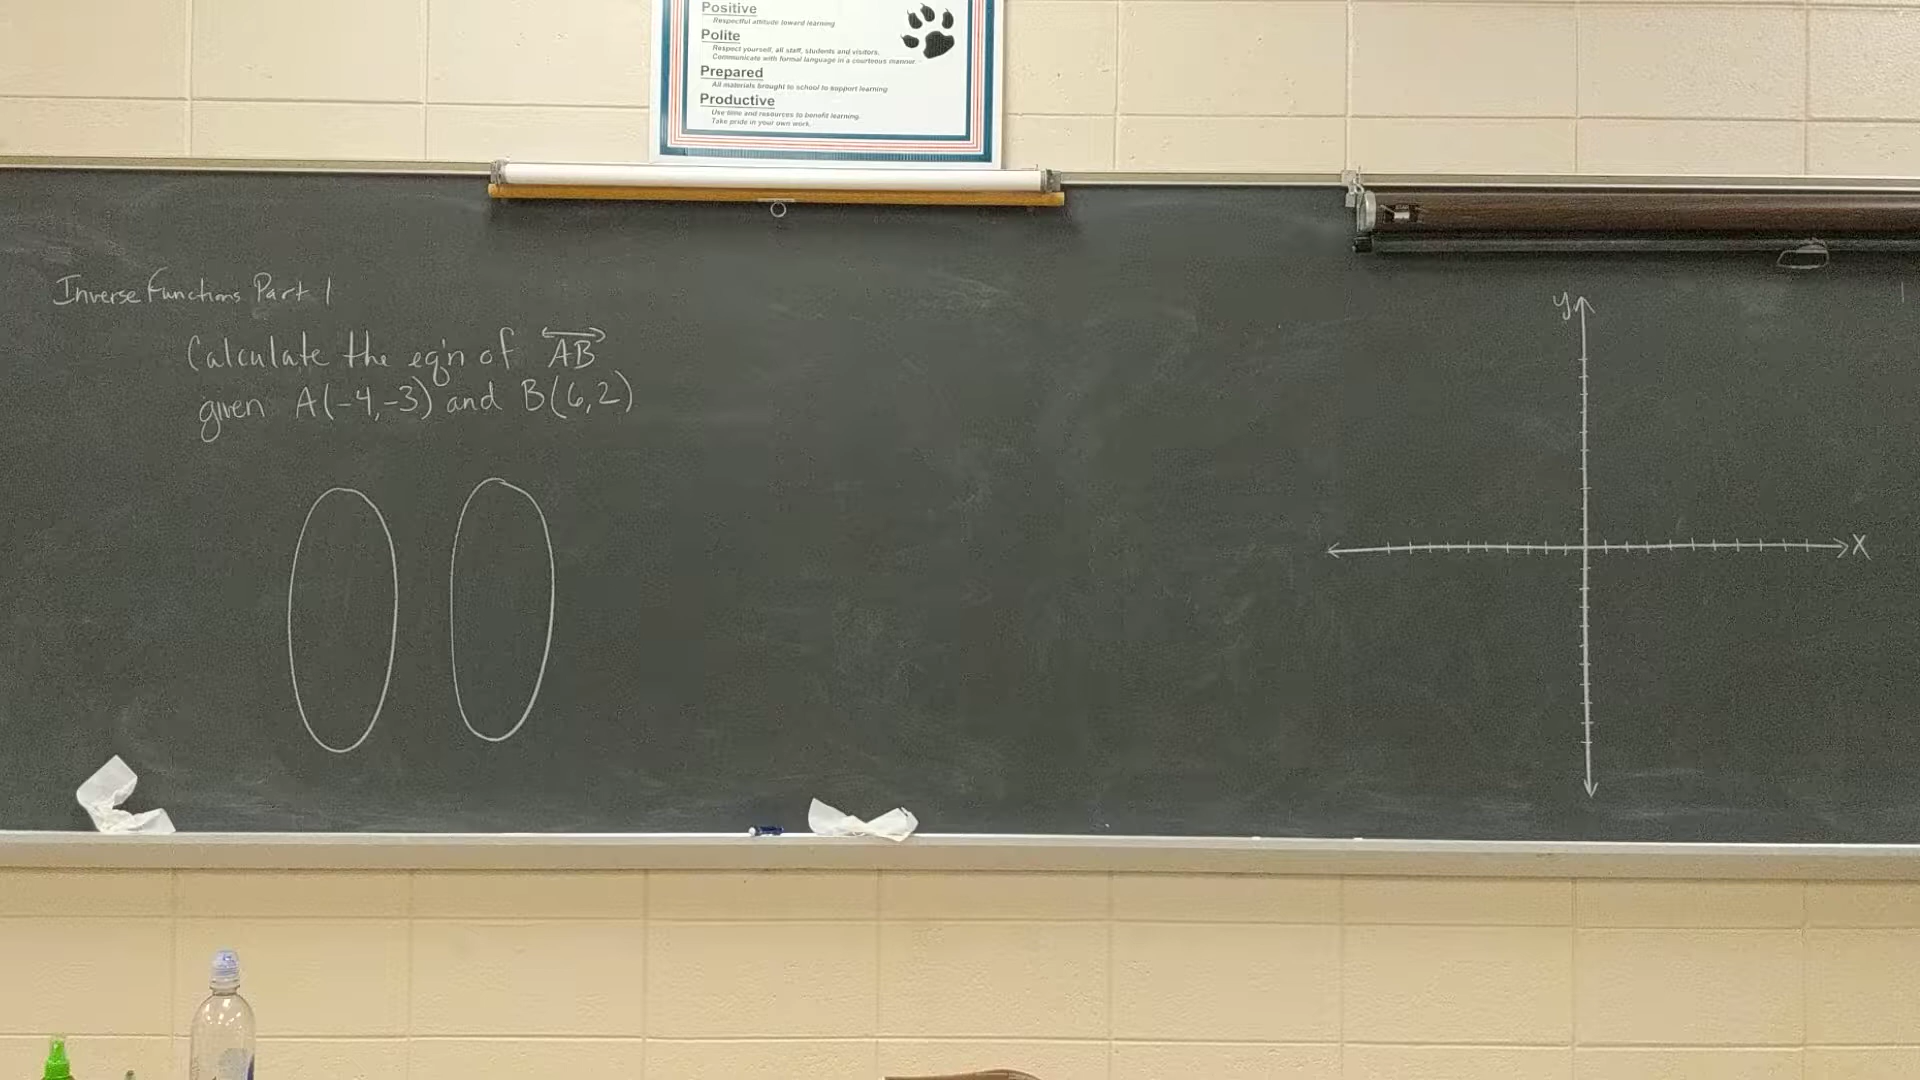 Positive
Respectful attitude toward learning
Polite
Respect yourself, all staff, students and visitors.
Communicate with formal language in a courteous manner.
Prepared
All materials brought to school to support learning
Productive
Use time and resources to benefit learning.
Take pride in your own work.
Inverse Functions Part 1
Calculate the eq'n of AB
given A(-4,-3) and B(6,2)
y
x